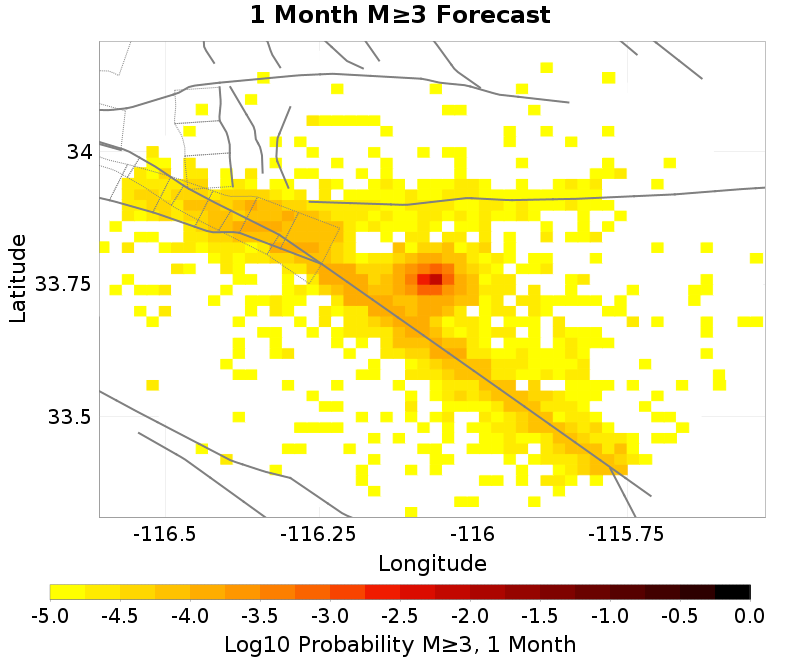 1 Month M≥3 Forecast
Latitude
34
33.75
33.5
-116.5 -116.25 -116 -115.75
Longitude
-5.0 -4.5 -4.0 -3.5 -3.0 -2.5 -2.0 -1.5 -1.0 -0.5 0.0
Log10 Probability M≥3, 1 Month